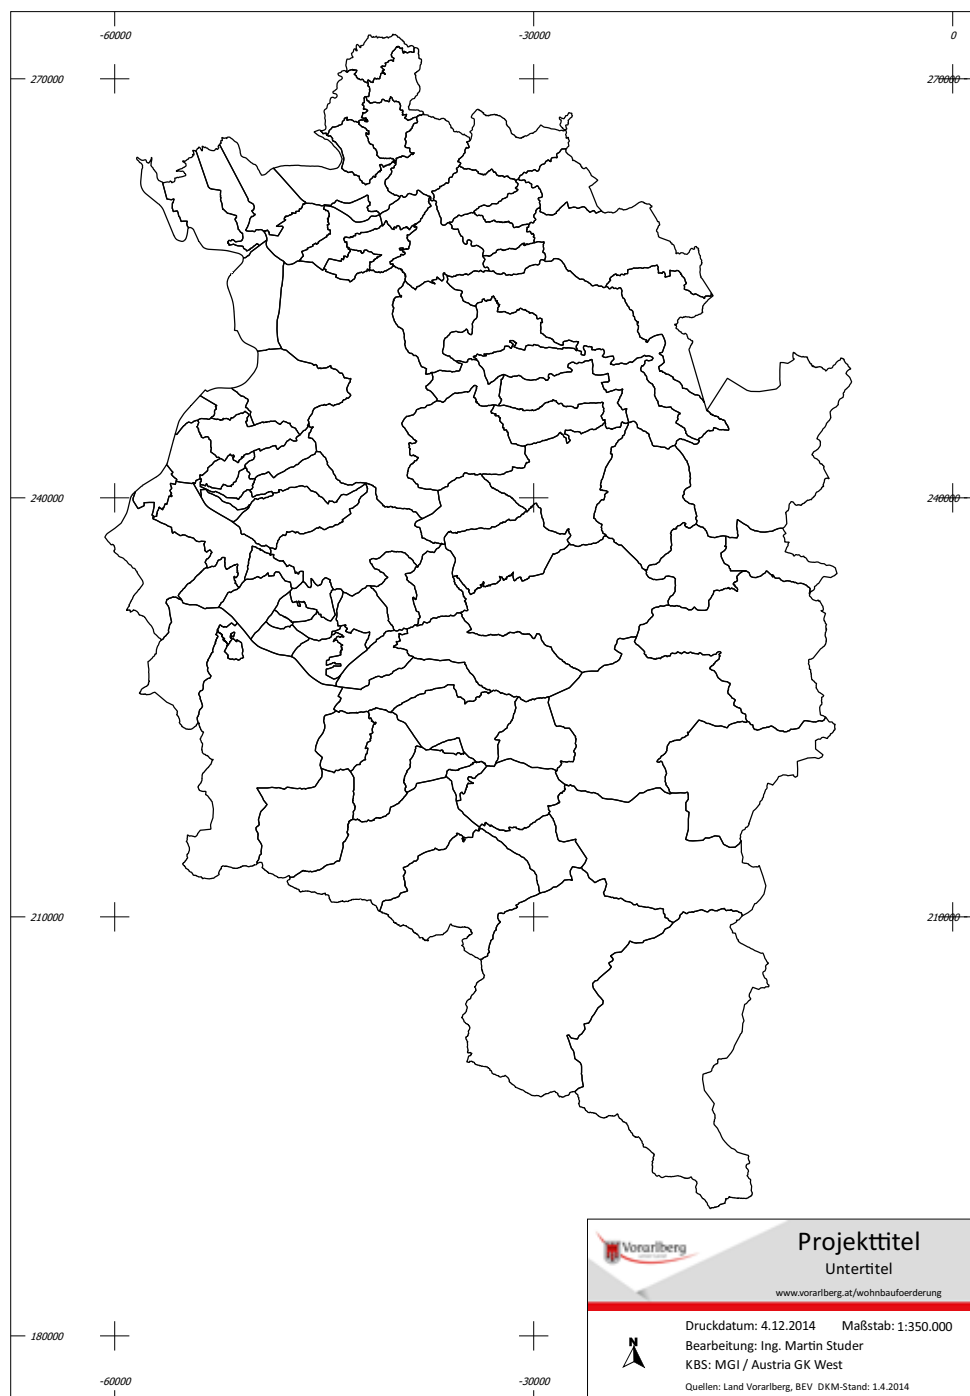 -60000
-30000
0
270000
270000
240000
240000
210000
210000
180000
-60000
-30000
Vorarlberg
Projekttitel
Untertitel
www.vorarlberg.at/wohnbaufoerderung
Druckdatum: 4.12.2014 Maßstab: 1:350.000
Bearbeitung: Ing. Martin Studer
KBS: MGI / Austria GK West
Quellen: Land Vorarlberg, BEV DKM-Stand: 1.4.2014
N